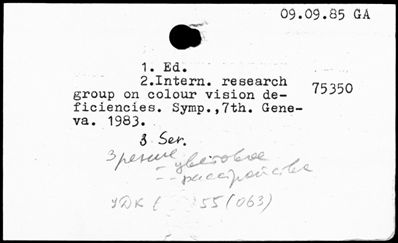 09.09.85 GA
1. Ed.
2.Intern. research
group on colour vision de-
ficiencies. Symp.,7th. Gene-
va. 1983.
75350
3 Ser.
Зрение
- цветовое
-- расстройства
УДК ( 55(063)